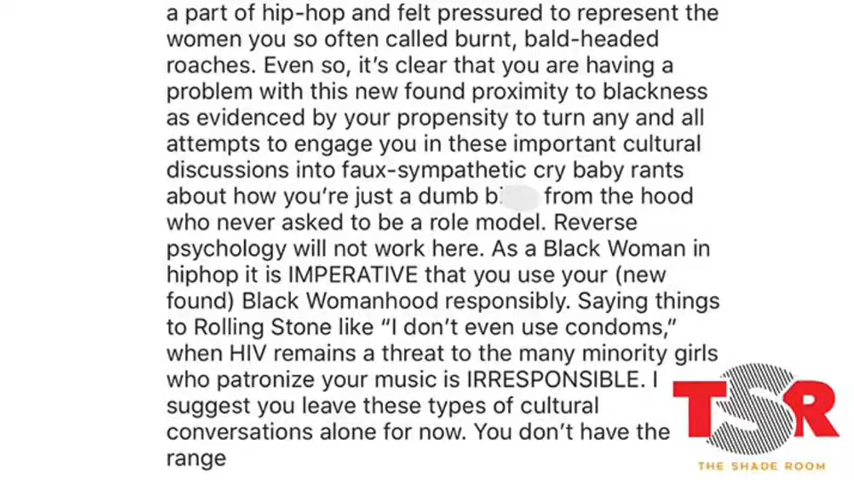 a part of hip-hop and felt pressured to represent the
women you so often called burnt, bald-headed
roaches. Even so, it’s clear that you are having a
problem with this new found proximity to blackness
as evidenced by your propensity to turn any and all
attempts to engage you in these important cultural
discussions into faux-sympathetic cry baby rants
about how you’re just a dumb from the hood
who never asked to be a role model. Reverse
psychology will not work here. As a Black Woman in
hiphop it is IMPERATIVE that you use your (new
found) Black Womanhood responsibly. Saying things
to Rolling Stone like “I don’t even use condoms,”
when HIV remains a threat to the many minority girls
who patronize your music is IRRESPONSIBLE. I
suggest you leave these types of cultural
conversations alone for now. You don’t have the
range
TSR
THE SHADE ROOM